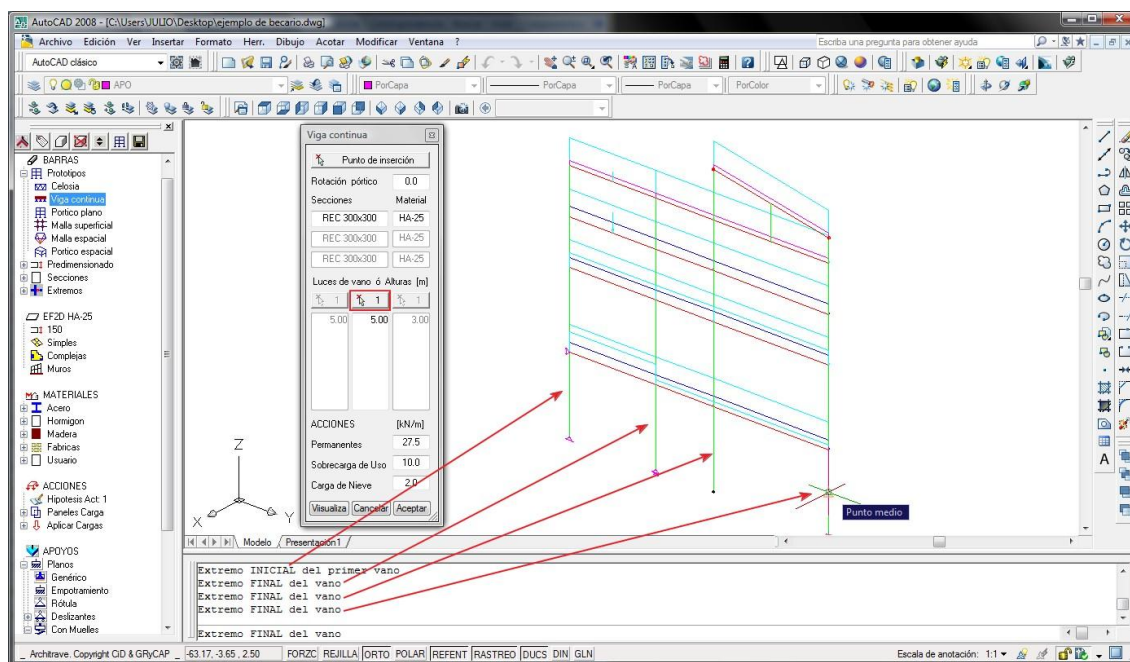 AutoCAD 2008 - [C:\Users\JULIO\Desktop\ejemplo de becario.dwg]
Archivo Edición Ver Insertar Formato Herr. Dibujo Acotar Modificar Ventana ?
Escriba una pregunta para obtener ayuda
AutoCAD clásico
APO
PorCapa
PorCapa
PorCapa
PorColor
BARRAS
Prototipos
Celosia
Viga continua
Portico plano
Malla superficial
Malla espacial
Portico espacial
Predimensionado
Secciones
Extremos
EF2D HA-25
150
Simples
Complejas
Muros
MATERIALES
Acero
Hormigon
Madera
Fabricas
Usuario
ACCIONES
Hipotesis Act: 1
Paneles Carga
Aplicar Cargas
APOYOS
Planos
Genérico
Empotramiento
Rótula
Deslizantes
Con Muelles
Viga continua
Punto de inserción
Rotación pórtico 0.0
Secciones Material
REC 300x300 HA-25
REC 300x300 HA-25
REC 300x300 HA-25
Luces de vano ó Alturas [m]
1 1 1
5.00 5.00 3.00
ACCIONES [kN/m]
Permanentes 27.5
Sobrecarga de Uso 10.0
Carga de Nieve 2.0
Visualiza Cancelar Aceptar
Z
X
Y
Punto medio
A
Modelo Presentación1
Extremo INICIAL del primer vano
Extremo FINAL del vano
Extremo FINAL del vano
Extremo FINAL del vano
Extremo FINAL del vano
Architrave. Copyright CiD & GRyCAP
-63.17, -3.65 , 2.50
FORZC REJILLA ORTO POLAR REFENT RASTREO DUCS DIN GLN
Escala de anotación: 1:1